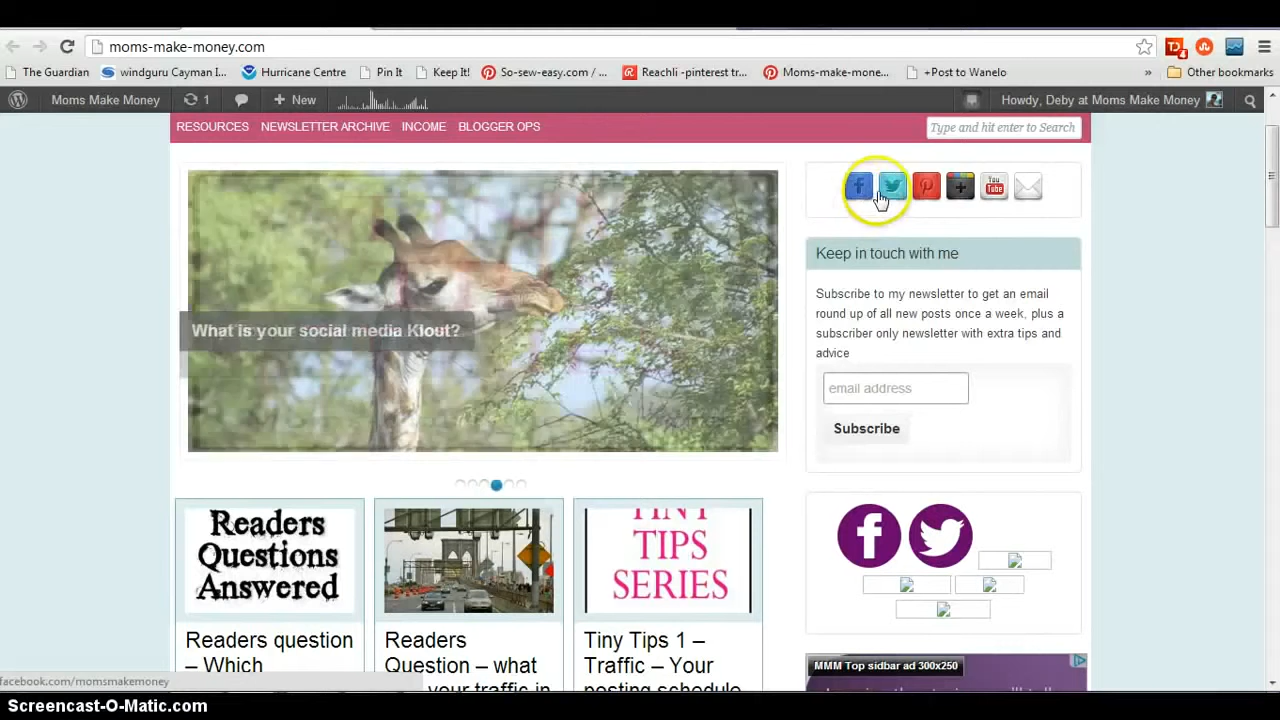 moms-make-money.com
The Guardian
windguru Cayman I...
Hurricane Centre
Pin It
Keep It!
So-sew-easy.com / ...
Reachli -pinterest tr...
Moms-make-mone...
+Post to Wanelo
»
Other bookmarks
Moms Make Money
1
+ New
Howdy, Deby at Moms Make Money
RESOURCES
NEWSLETTER ARCHIVE
INCOME
BLOGGER OPS
Type and hit enter to Search
You
Tube
What is your social media Klout?
Keep in touch with me
Subscribe to my newsletter to get an email
round up of all new posts once a week, plus a
subscriber only newsletter with extra tips and
advice
email address
Subscribe
Readers
Questions
Answered
TINY
TIPS
SERIES
Readers question
– Which
Readers
Question – what
your traffic in
Tiny Tips 1 –
Traffic – Your
posting schedule
MMM Top sidbar ad 300x250
facebook.com/momsmakemoney
Screencast-O-Matic.com